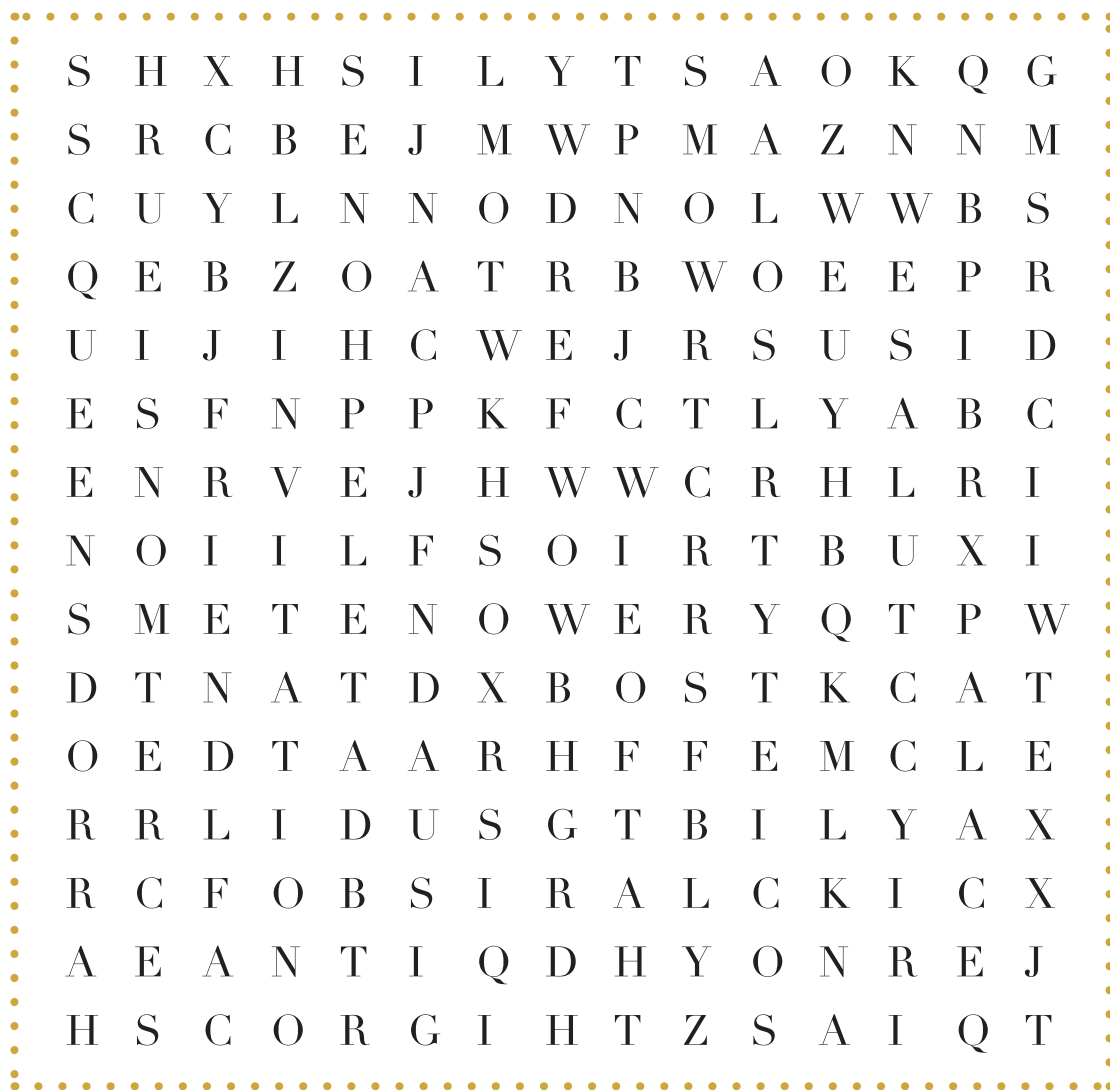 S H X H S I L Y T S A O K Q G
S R C B E J M W P M A Z N N M
C U Y L N N O D N O L W W B S
Q E B Z O A T R B W O E E P R
U I J I H C W E J R S U S I D
E S F N P P K F C T L Y A B C
E N R V E J H W W C R H L R I
N O I I L F S O I R T B U X I
S M E T E N O W E R Y Q T P W
D T N A T D X B O S T K C A T
O E D T A A R H F F E M C L E
R R L I D U S G T B I L Y A X
R C F O B S I R A L C K I C X
A E A N T I Q D H Y O N R E J
H S C O R G I H T Z S A I Q T